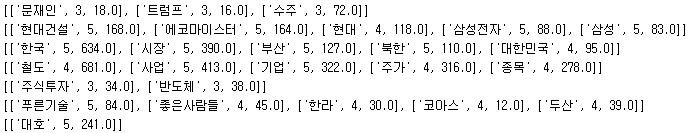 [['문재인', 3, 18.0], ['트럼프', 3, 16.0], ['수주', 3, 72.0]]
[['현대건설', 5, 168.0], ['에코마이스터', 5, 164.0], ['현대', 4, 118.0], ['삼성전자', 5, 88.0], ['삼성', 5, 83.0]]
[['한국', 5, 634.0], ['시장', 5, 390.0], ['부산', 5, 127.0], ['북한', 5, 110.0], ['대한민국', 4, 95.0]]
[['철도', 4, 681.0], ['사업', 5, 413.0], ['기업', 5, 322.0], ['주가', 4, 316.0], ['종목', 4, 278.0]]
[['주식투자', 3, 34.0], ['반도체', 3, 38.0]]
[['푸른기술', 5, 84.0], ['좋은사람들', 4, 45.0], ['한라', 4, 30.0], ['코마스', 4, 12.0], ['두산', 4, 39.0]]
[['대호', 5, 241.0]]